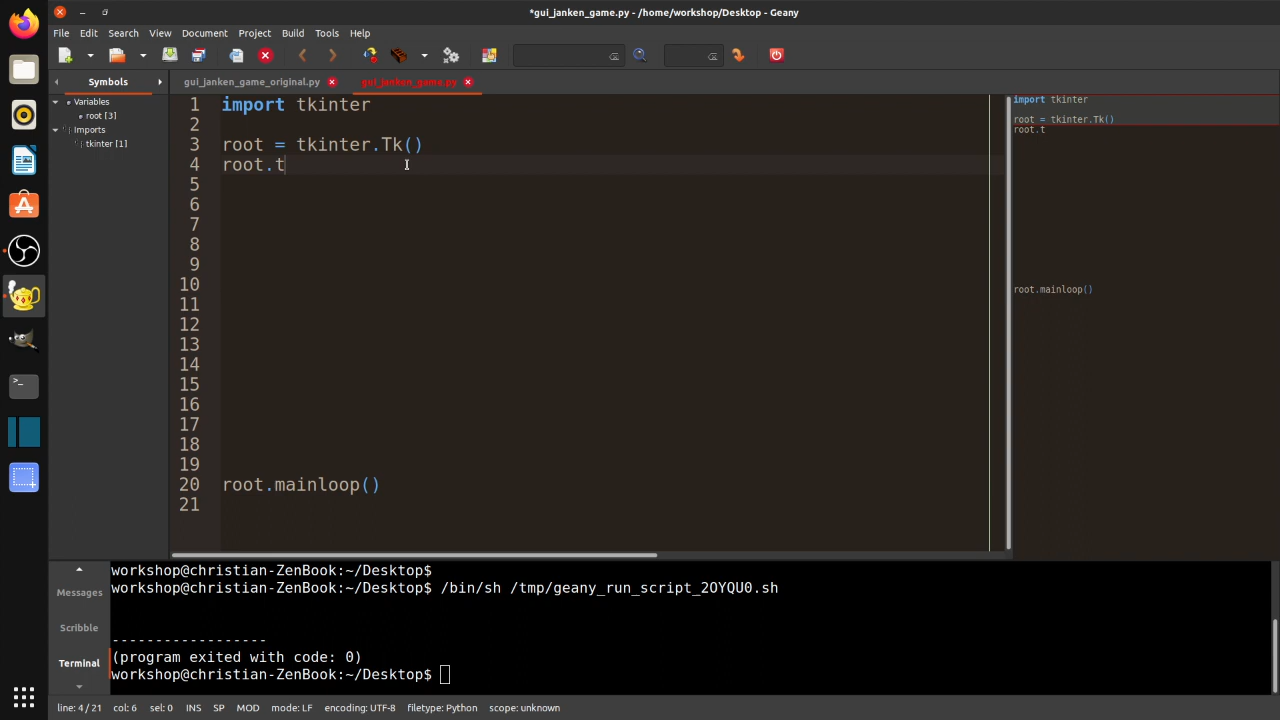 *gui_janken_game.py - /home/workshop/Desktop - Geany
File Edit Search View Document Project Build Tools Help
Symbols gui_janken_game_original.py gui_janken_game.py
Variables
root [3]
Imports
tkinter [1]
1 import tkinter
2
3 root = tkinter.Tk()
4 root.t
5
6
7
8
9
10
11
12
13
14
15
16
17
18
19
20 root.mainloop()
21
import tkinter
root = tkinter.Tk()
root.t
root.mainloop()
Messages
Scribble
Terminal
workshop@christian-ZenBook:~/Desktop$
workshop@christian-ZenBook:~/Desktop$ /bin/sh /tmp/geany_run_script_2OYQU0.sh
------------------
(program exited with code: 0)
workshop@christian-ZenBook:~/Desktop$
line: 4 / 21 col: 6 sel: 0 INS SP MOD mode: LF encoding: UTF-8 filetype: Python scope: unknown